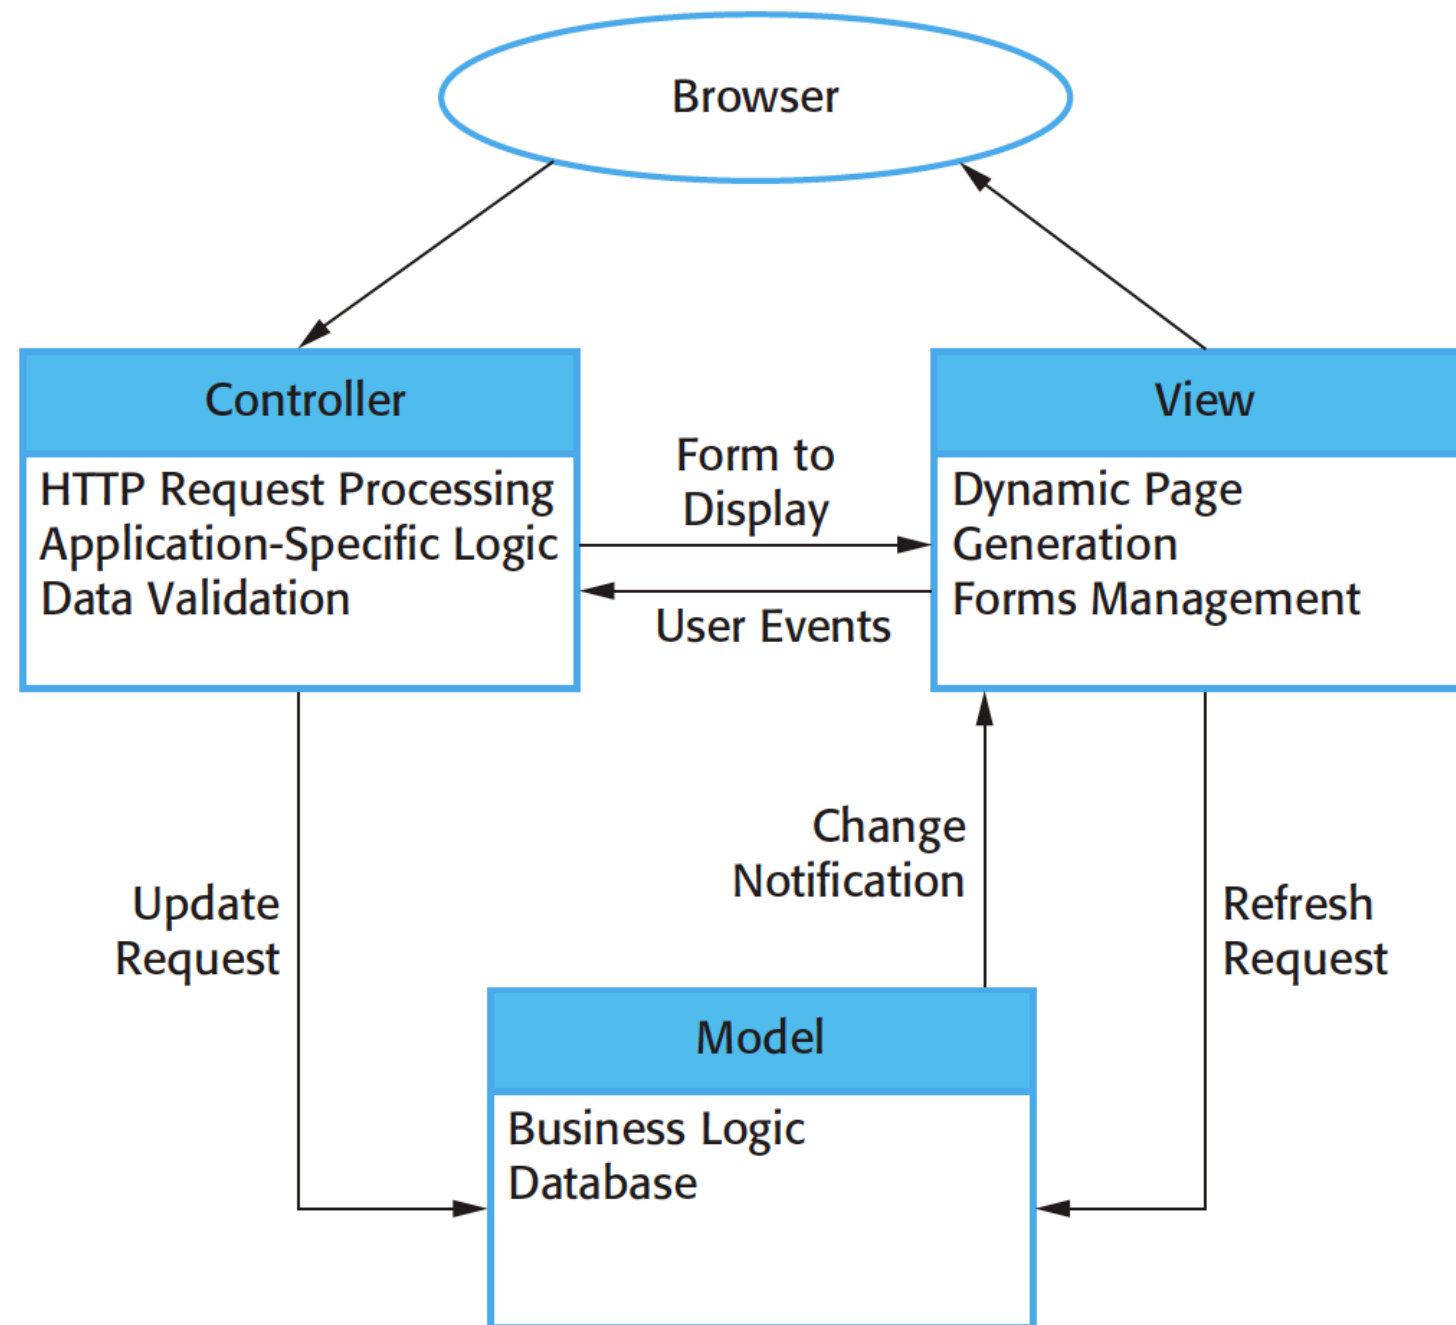 Browser
Controller
HTTP Request Processing
Application-Specific Logic
Data Validation
Form to
Display
User Events
View
Dynamic Page
Generation
Forms Management
Update
Request
Change
Notification
Refresh
Request
Model
Business Logic
Database